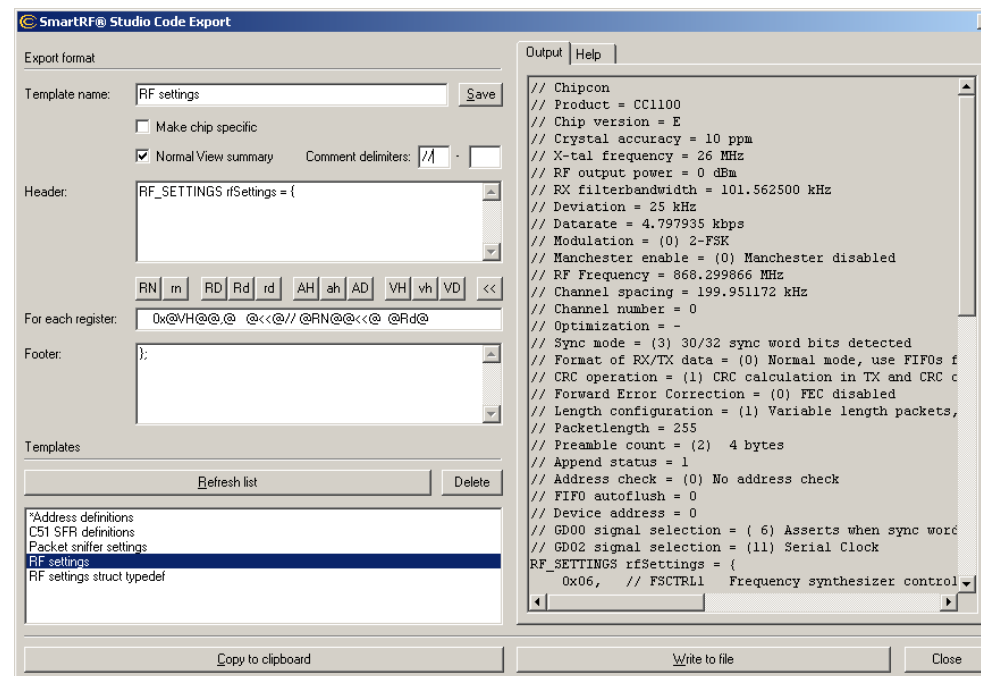 SmartRF® Studio Code Export
Export format
Template name: RF settings Save
Make chip specific
Normal View summary Comment delimiters: // -
Header: RF_SETTINGS rfSettings = {
RN rn RD Rd rd AH ah AD VH vh VD <<
For each register: 0x@VH@@,@ @<<@// @RN@@<<@ @Rd@
Footer: };
Templates
Refresh list Delete
*Address definitions
C51 SFR definitions
Packet sniffer settings
RF settings
RF settings struct typedef
Output Help
// Chipcon
// Product = CC1100
// Chip version = E
// Crystal accuracy = 10 ppm
// X-tal frequency = 26 MHz
// RF output power = 0 dBm
// RX filterbandwidth = 101.562500 kHz
// Deviation = 25 kHz
// Datarate = 4.797935 kbps
// Modulation = (0) 2-FSK
// Manchester enable = (0) Manchester disabled
// RF Frequency = 868.299866 MHz
// Channel spacing = 199.951172 kHz
// Channel number = 0
// Optimization = -
// Sync mode = (3) 30/32 sync word bits detected
// Format of RX/TX data = (0) Normal mode, use FIFOs f
// CRC operation = (1) CRC calculation in TX and CRC c
// Forward Error Correction = (0) FEC disabled
// Length configuration = (1) Variable length packets,
// Packetlength = 255
// Preamble count = (2) 4 bytes
// Append status = 1
// Address check = (0) No address check
// FIFO autoflush = 0
// Device address = 0
// GDO0 signal selection = ( 6) Asserts when sync word
// GDO2 signal selection = (11) Serial Clock
RF_SETTINGS rfSettings = {
0x06, // FSCTRL1 Frequency synthesizer control
Copy to clipboard Write to file Close